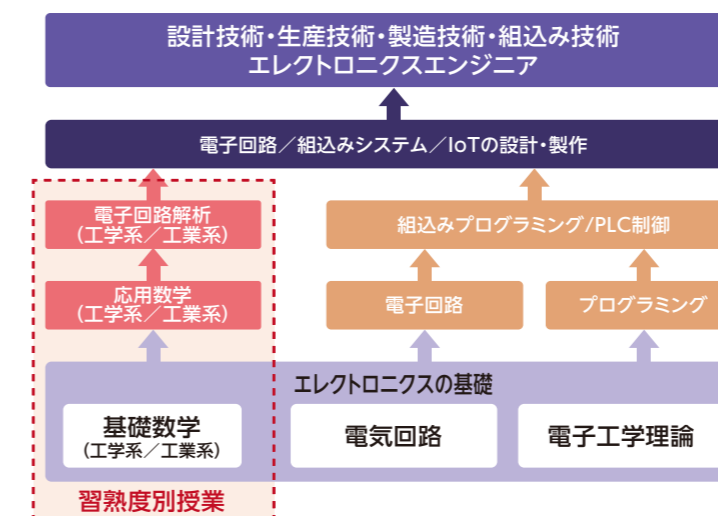 設計技術・生産技術・製造技術・組込み技術
エレクトロニクスエンジニア
電子回路／組込みシステム／IoTの設計・製作
電子回路解析
(工学系／工業系)
組込みプログラミング/PLC制御
応用数学
(工学系／工業系)
電子回路
プログラミング
エレクトロニクスの基礎
基礎数学
(工学系／工業系)
電気回路
電子工学理論
習熟度別授業